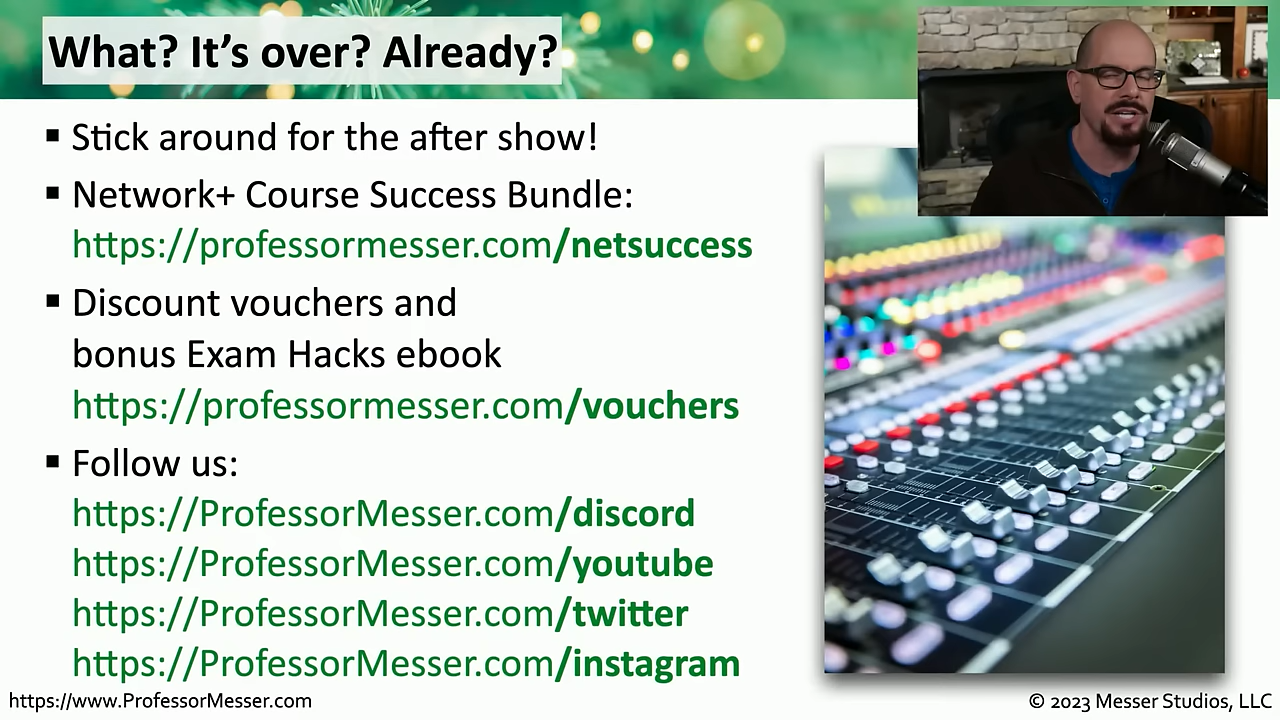 What? It's over? Already?
▪ Stick around for the after show!
▪ Network+ Course Success Bundle:
https://professormesser.com/netsuccess
▪ Discount vouchers and
bonus Exam Hacks ebook
https://professormesser.com/vouchers
▪ Follow us:
https://ProfessorMesser.com/discord
https://ProfessorMesser.com/youtube
https://ProfessorMesser.com/twitter
https://ProfessorMesser.com/instagram
https://www.ProfessorMesser.com
© 2023 Messer Studios, LLC